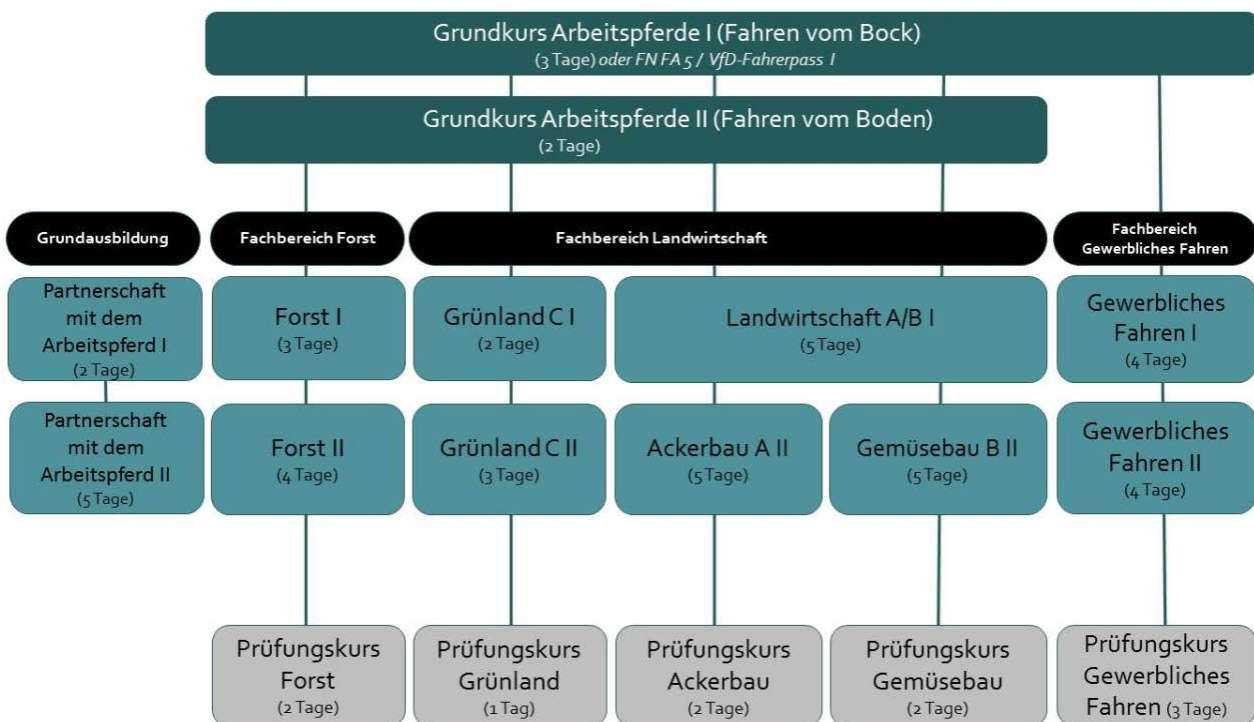 Grundkurs Arbeitspferde I (Fahren vom Bock)
(3 Tage) oder FN FA 5 / VfD-Fahrerpass I
Grundkurs Arbeitspferde II (Fahren vom Boden)
(2 Tage)
Grundausbildung
Fachbereich Forst
Fachbereich Landwirtschaft
Fachbereich
Gewerbliches Fahren
Partnerschaft
mit dem
Arbeitspferd I
(2 Tage)
Forst I
(3 Tage)
Grünland C I
(2 Tage)
Landwirtschaft A/B I
(5 Tage)
Gewerbliches
Fahren I
(4 Tage)
Partnerschaft
mit dem
Arbeitspferd II
(5 Tage)
Forst II
(4 Tage)
Grünland C II
(3 Tage)
Ackerbau A II
(5 Tage)
Gemüsebau B II
(5 Tage)
Gewerbliches
Fahren II
(4 Tage)
Prüfungskurs
Forst
(2 Tage)
Prüfungskurs
Grünland
(1 Tag)
Prüfungskurs
Ackerbau
(2 Tage)
Prüfungskurs
Gemüsebau
(2 Tage)
Prüfungskurs
Gewerbliches
Fahren (3 Tage)